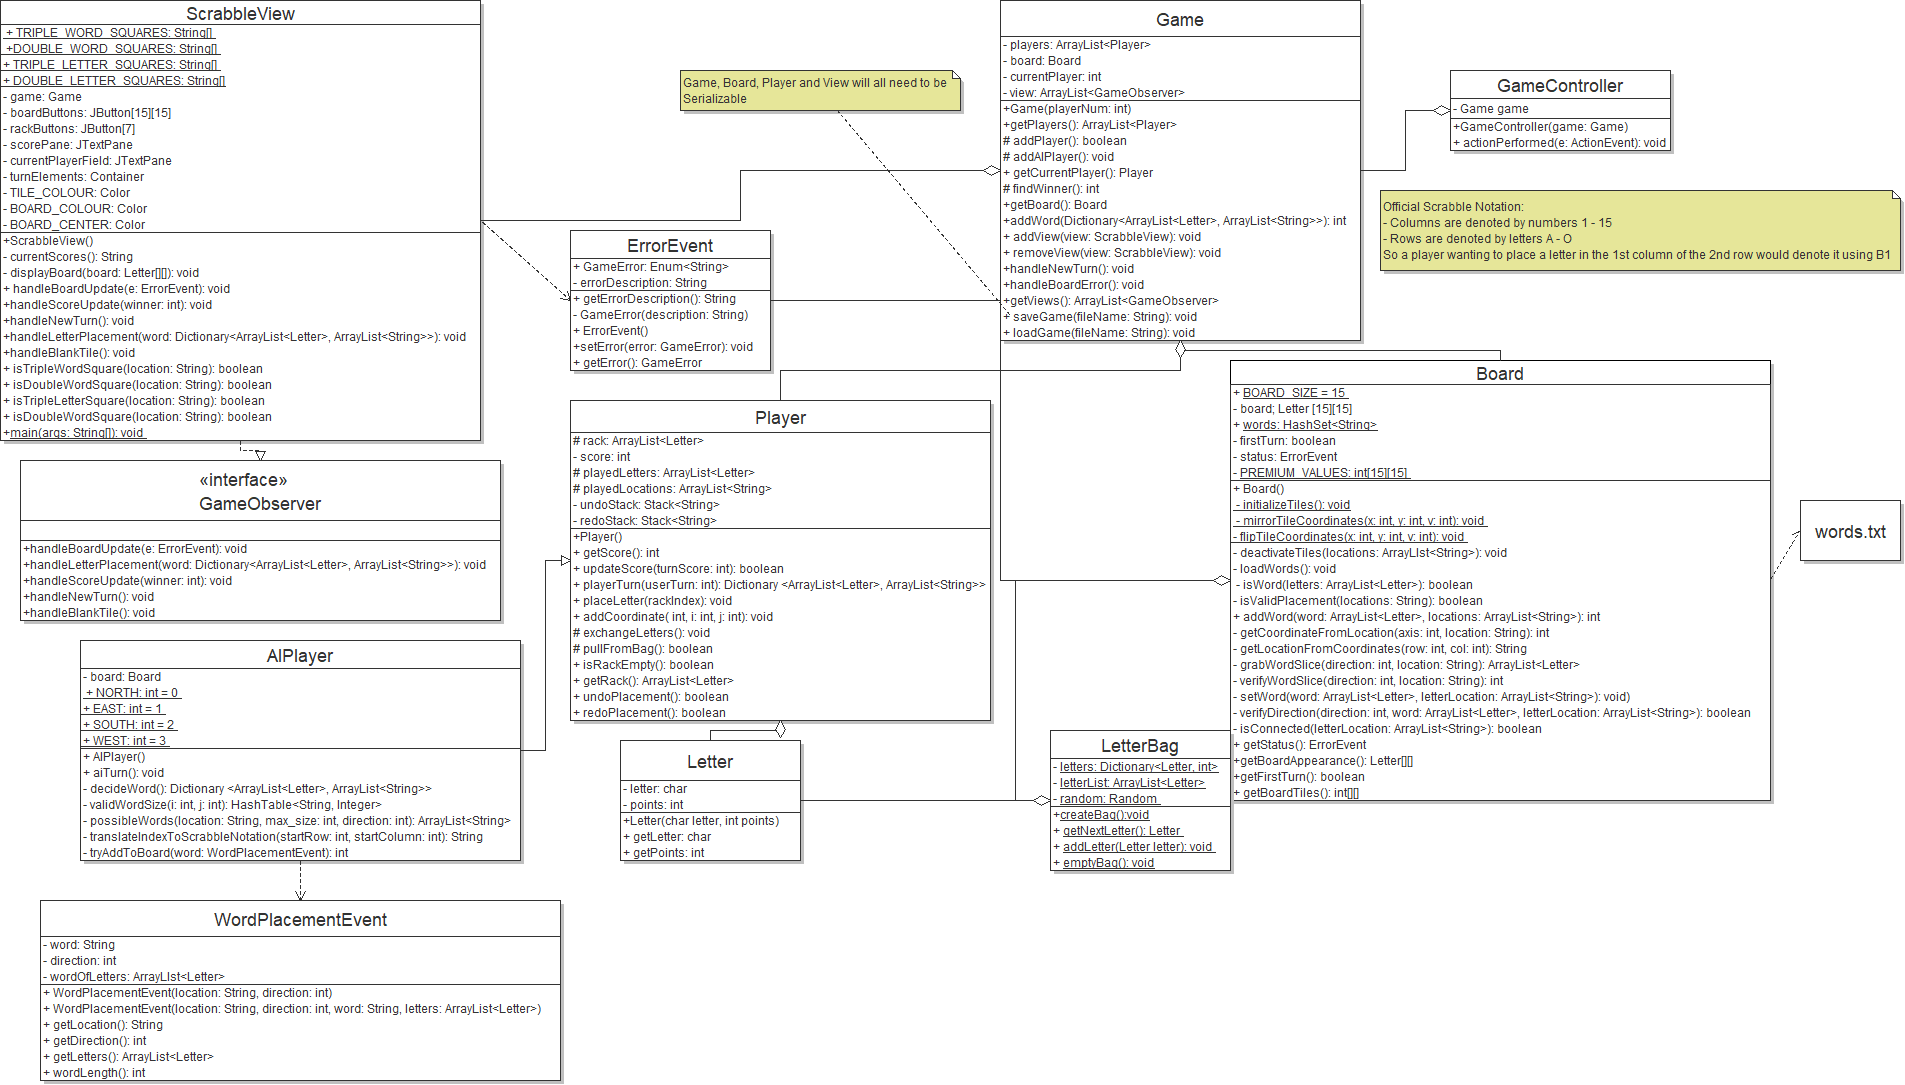 ScrabbleView
+ TRIPLE_WORD_SQUARES: String[]
+DOUBLE_WORD_SQUARES: String[]
+ TRIPLE_LETTER_SQUARES: String[]
+ DOUBLE_LETTER_SQUARES: String[]
- game: Game
- boardButtons: JButton[15][15]
- rackButtons: JButton[7]
- scorePane: JTextPane
- currentPlayerField: JTextPane
- turnElements: Container
- TILE_COLOUR: Color
- BOARD_COLOUR: Color
- BOARD_CENTER: Color
+ScrabbleView()
- currentScores(): String
- displayBoard(board: Letter[][]): void
+ handleBoardUpdate(e: ErrorEvent): void
+handleScoreUpdate(winner: int): void
+handleNewTurn(): void
+handleLetterPlacement(word: Dictionary<ArrayList<Letter>, ArrayList<String>>): void
+handleBlankTile(): void
+ isTripleWordSquare(location: String): boolean
+ isDoubleWordSquare(location: String): boolean
+ isTripleLetterSquare(location: String): boolean
+ isDoubleWordSquare(location: String): boolean
+main(args: String[]): void
Game, Board, Player and View will all need to be
Serializable
Game
- players: ArrayList<Player>
- board: Board
- currentPlayer: int
- view: ArrayList<GameObserver>
+Game(playerNum: int)
+getPlayers(): ArrayList<Player>
# addPlayer(): boolean
# addAIPlayer(): void
+ getCurrentPlayer(): Player
# findWinner(): int
+getBoard(): Board
+addWord(Dictionary<ArrayList<Letter>, ArrayList<String>>): int
+ addView(view: ScrabbleView): void
+ removeView(view: ScrabbleView): void
+handleNewTurn(): void
+handleBoardError(): void
+getViews(): ArrayList<GameObserver>
+ saveGame(fileName: String): void
+ loadGame(fileName: String): void
GameController
- Game game
+GameController(game: Game)
+ actionPerformed(e: ActionEvent): void
Official Scrabble Notation:
- Columns are denoted by numbers 1 - 15
- Rows are denoted by letters A - O
So a player wanting to place a letter in the 1st column of the 2nd row would denote it using B1
ErrorEvent
+ GameError: Enum<String>
- errorDescription: String
+ getErrorDescription(): String
- GameError(description: String)
+ ErrorEvent()
+setError(error: GameError): void
+ getError(): GameError
Board
+ BOARD_SIZE = 15
- board; Letter [15][15]
+ words: HashSet<String>
- firstTurn: boolean
- status: ErrorEvent
- PREMIUM_VALUES: int[15][15]
+ Board()
- initializeTiles(): void
- mirrorTileCoordinates(x: int, y: int, v: int): void
- flipTileCoordinates(x: int, y: int, v: int): void
- deactivateTiles(locations: ArrayList<String>): void
- loadWords(): void
- isWord(letters: ArrayList<Letter>): boolean
- isValidPlacement(locations: String): boolean
+ addWord(word: ArrayList<Letter>, locations: ArrayList<String>): int
- getCoordinateFromLocation(axis: int, location: String): int
- getLocationFromCoordinates(row: int, col: int): String
- grabWordSlice(direction: int, location: String): ArrayList<Letter>
- verifyWordSlice(direction: int, location: String): int
- setWord(word: ArrayList<Letter>, letterLocation: ArrayList<String>): void)
- verifyDirection(direction: int, word: ArrayList<Letter>, letterLocation: ArrayList<String>): boolean
- isConnected(letterLocation: ArrayList<String>): boolean
+ getStatus(): ErrorEvent
+getBoardAppearance(): Letter[][]
+getFirstTurn(): boolean
+ getBoardTiles(): int[][]
words.txt
Player
# rack: ArrayList<Letter>
- score: int
# playedLetters: ArrayList<Letter>
# playedLocations: ArrayList<String>
- undoStack: Stack<String>
- redoStack: Stack<String>
+Player()
+ getScore(): int
+ updateScore(turnScore: int): boolean
+ playerTurn(userTurn: int): Dictionary <ArrayList<Letter>, ArrayList<String>>
+ placeLetter(rackIndex): void
+ addCoordinate( int, i: int, j: int): void
# exchangeLetters(): void
# pullFromBag(): boolean
+ isRackEmpty(): boolean
+ getRack(): ArrayList<Letter>
+ undoPlacement(): boolean
+ redoPlacement(): boolean
«interface»
GameObserver
+handleBoardUpdate(e: ErrorEvent): void
+handleLetterPlacement(word: Dictionary<ArrayList<Letter>, ArrayList<String>>): void
+handleScoreUpdate(winner: int): void
+handleNewTurn(): void
+handleBlankTile(): void
AIPlayer
- board: Board
+ NORTH: int = 0
+ EAST: int = 1
+ SOUTH: int = 2
+ WEST: int = 3
+ AIPlayer()
+ aiTurn(): void
- decideWord(): Dictionary <ArrayList<Letter>, ArrayList<String>>
- validWordSize(i: int, j: int): HashTable<String, Integer>
- possibleWords(location: String, max_size: int, direction: int): ArrayList<String>
- translateIndexToScrabbleNotation(startRow: int, startColumn: int): String
- tryAddToBoard(word: WordPlacementEvent): int
Letter
- letter: char
- points: int
+Letter(char letter, int points)
+ getLetter: char
+ getPoints: int
LetterBag
- letters: Dictionary<Letter, int>
- letterList: ArrayList<Letter>
- random: Random
+createBag():void
+ getNextLetter(): Letter
+ addLetter(Letter letter): void
+ emptyBag(): void
WordPlacementEvent
- word: String
- direction: int
- wordOfLetters: ArrayLIst<Letter>
+ WordPlacementEvent(location: String, direction: int)
+ WordPlacementEvent(location: String, direction: int, word: String, letters: ArrayList<Letter>)
+ getLocation(): String
+ getDirection(): int
+ getLetters(): ArrayList<Letter>
+ wordLength(): int